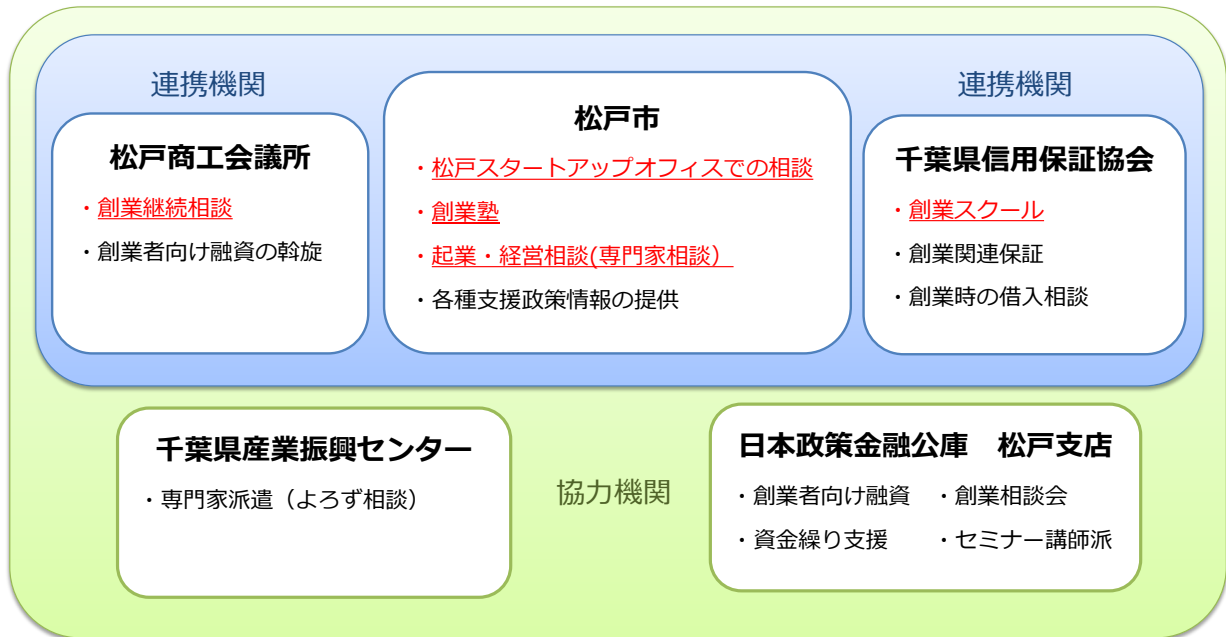 連携機関
松戸商工会議所
・創業継続相談
・創業者向け融資の斡旋
松戸市
・松戸スタートアップオフィスでの相談
・創業塾
・起業・経営相談(専門家相談）
・各種支援政策情報の提供
連携機関
千葉県信用保証協会
・創業スクール
・創業関連保証
・創業時の借入相談
千葉県産業振興センター
・専門家派遣（よろず相談）
協力機関
日本政策金融公庫　松戸支店
・創業者向け融資　・創業相談会
・資金繰り支援　・セミナー講師派